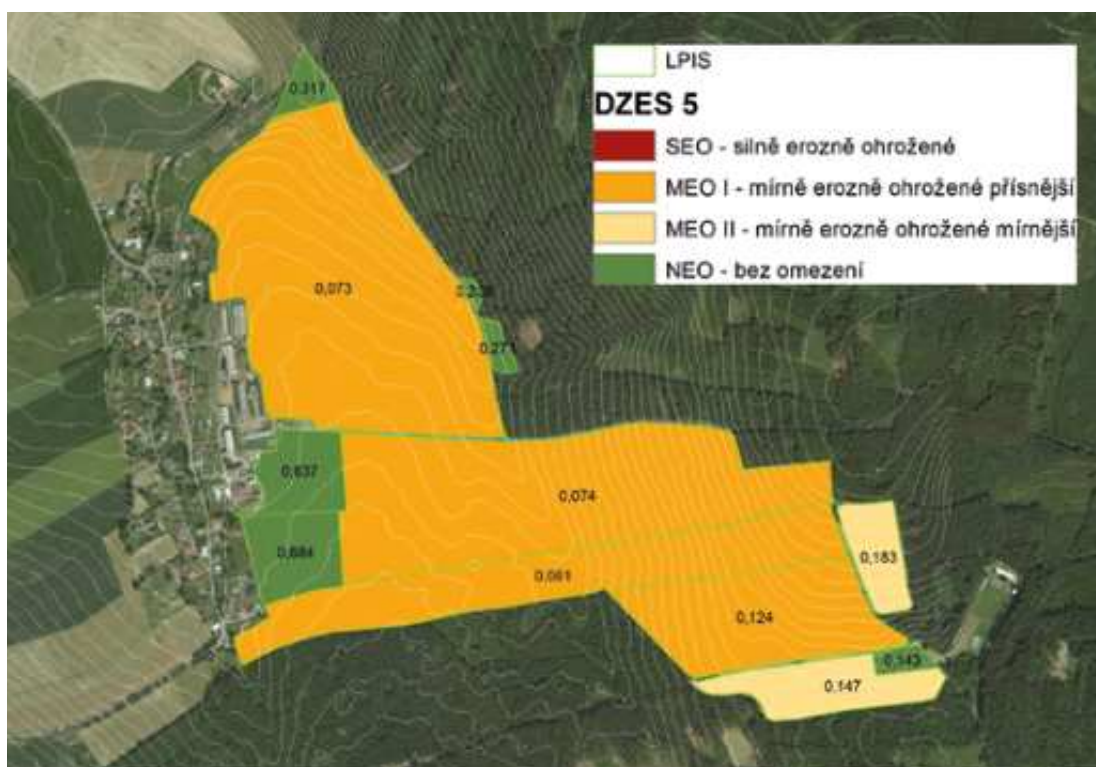 LPIS
DZES 5
SEO - silně erozně ohrožené
MEO I - mírně erozně ohrožené přísnější
MEO II - mírně erozně ohrožené mírnější
NEO - bez omezení
0.317
0,073
0,271
0,637
0,074
0,684
0,061
0,183
0,124
0,143
0,147